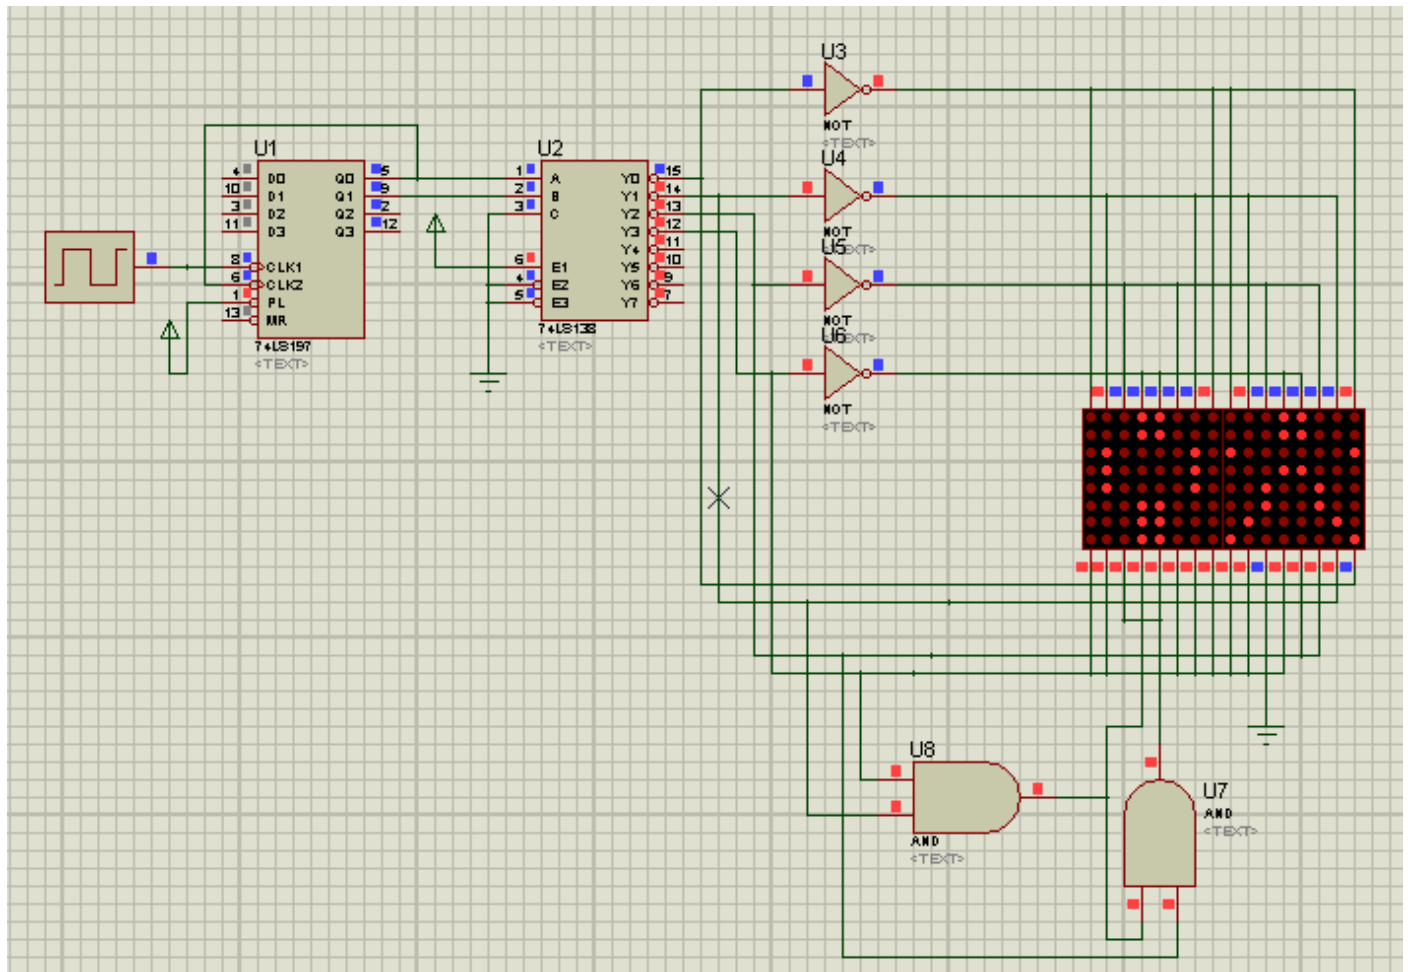 U1
4 D0 Q0 5
10 D1 Q1 9
3 D2 Q2 2
11 D3 Q3 12
8 CLK1
6 CLK2
1 PL
13 MR
74LS197
<TEXT>
U2
1 A Y0 15
2 B Y1 14
3 C Y2 13
Y3 12
Y4 11
6 E1 Y5 10
4 E2 Y6 9
5 E3 Y7 7
74LS138
<TEXT>
U3
NOT
<TEXT>
U4
NOT
<TEXT>
U5
NOT
<TEXT>
U6
NOT
<TEXT>
U8
AND
<TEXT>
U7
AND
<TEXT>